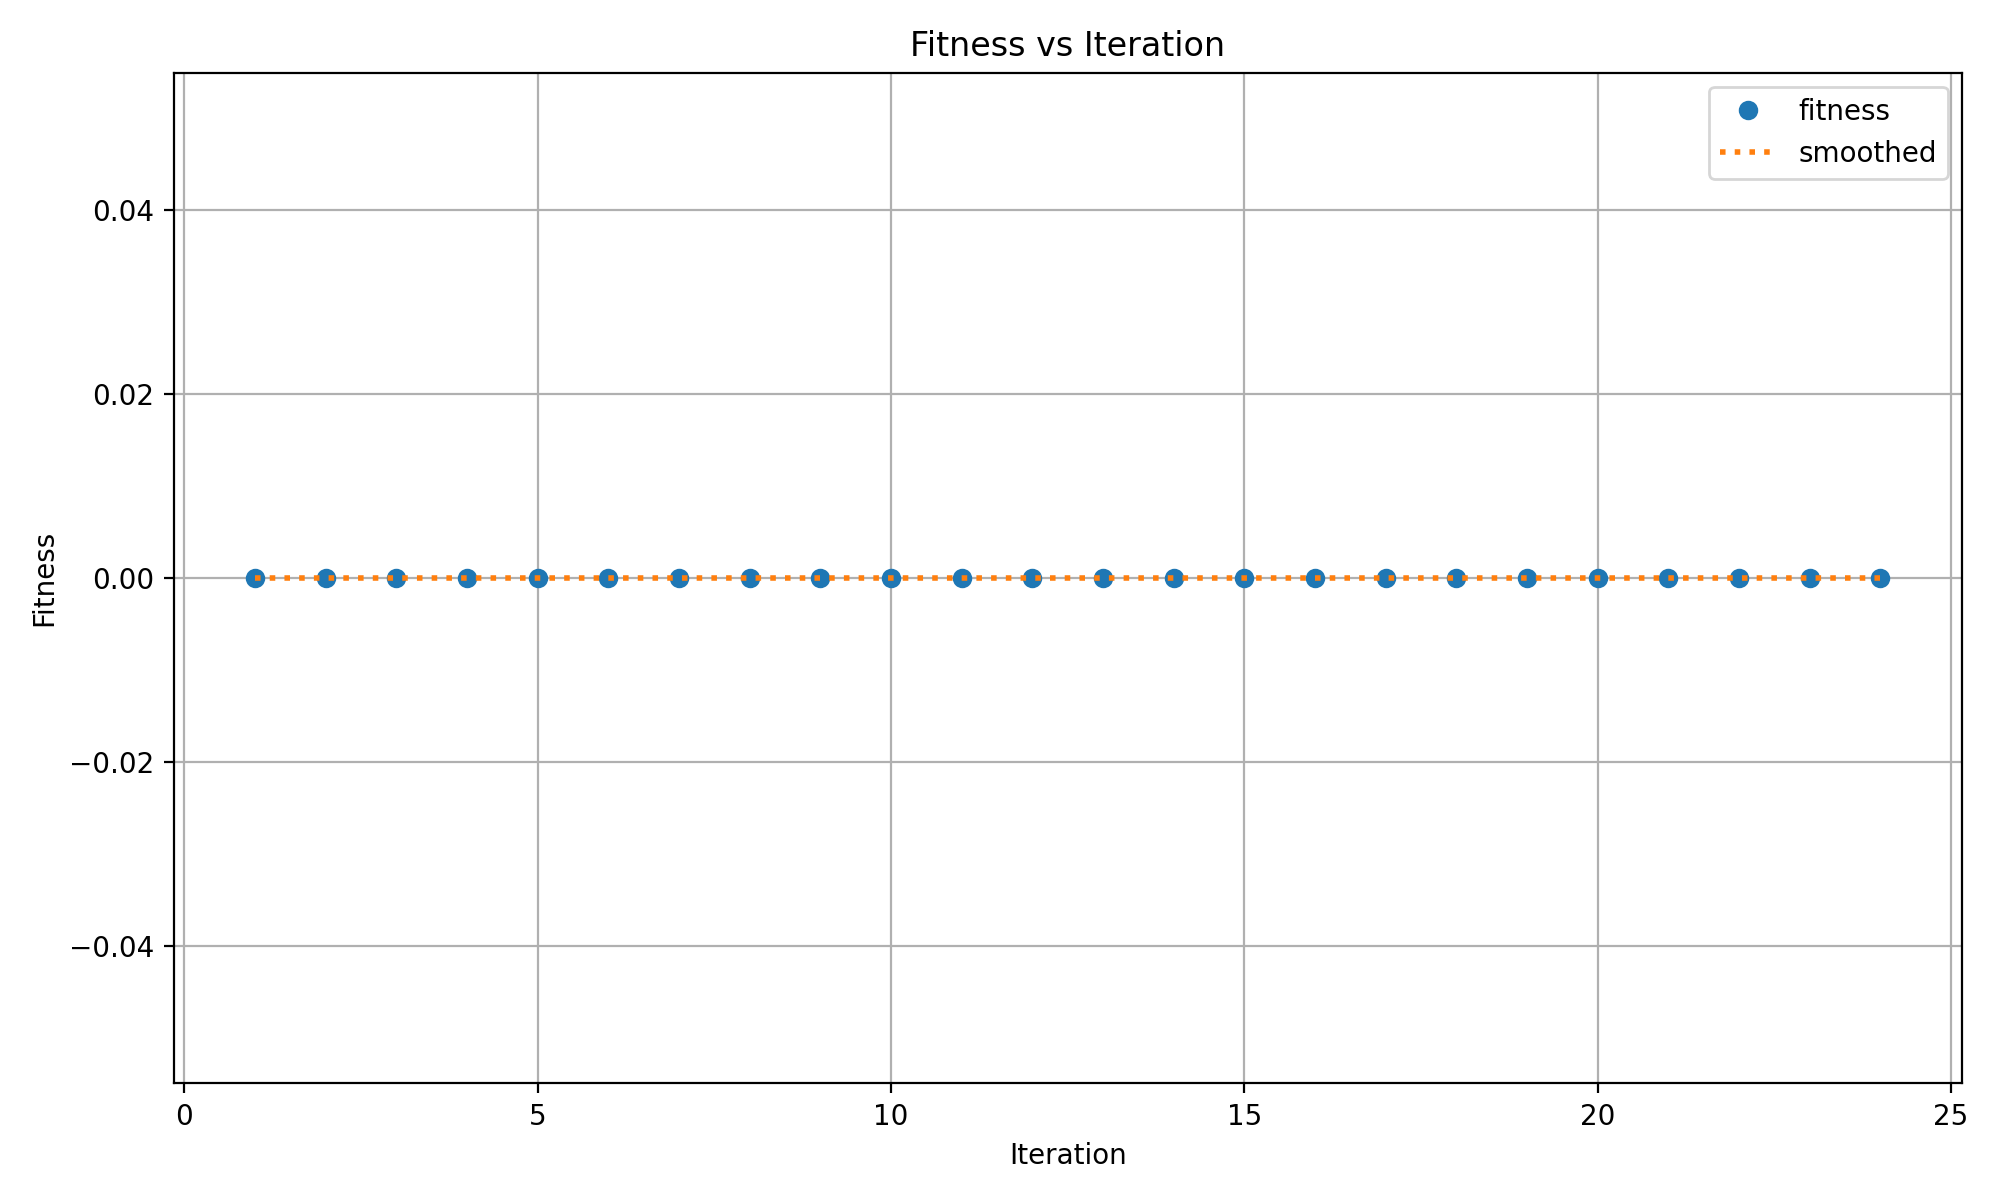 Fitness vs Iteration
fitness
smoothed
0.04
0.02
0.00
−0.02
−0.04
Fitness
0 5 10 15 20 25
Iteration